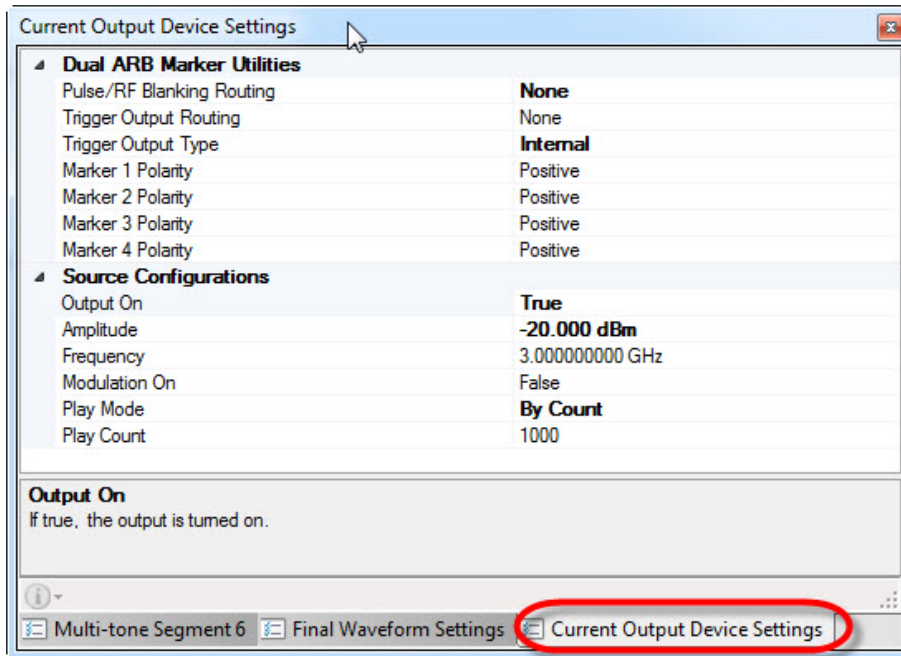 Current Output Device Settings
Dual ARB Marker Utilities
Pulse/RF Blanking Routing None
Trigger Output Routing None
Trigger Output Type Internal
Marker 1 Polarity Positive
Marker 2 Polarity Positive
Marker 3 Polarity Positive
Marker 4 Polarity Positive
Source Configurations
Output On True
Amplitude -20.000 dBm
Frequency 3.000000000 GHz
Modulation On False
Play Mode By Count
Play Count 1000
Output On
If true, the output is turned on.
Multi-tone Segment 6 Final Waveform Settings Current Output Device Settings